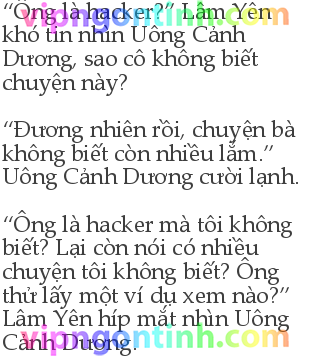 “Ông là hacker?” Lâm Yên
khó tin nhìn Uông Cảnh
Dương, sao cô không biết
chuyện này?
“Đương nhiên rồi, chuyện bà
không biết còn nhiều lắm.”
Uông Cảnh Dương cười lạnh.
“Ông là hacker mà tôi không
biết? Lại còn nói có nhiều
chuyện tôi không biết? Ông
thử lấy một ví dụ xem nào?”
Lâm Yên híp mắt nhìn Uông
Cảnh Dương.
vipngontinh.com
vipngontinh.com